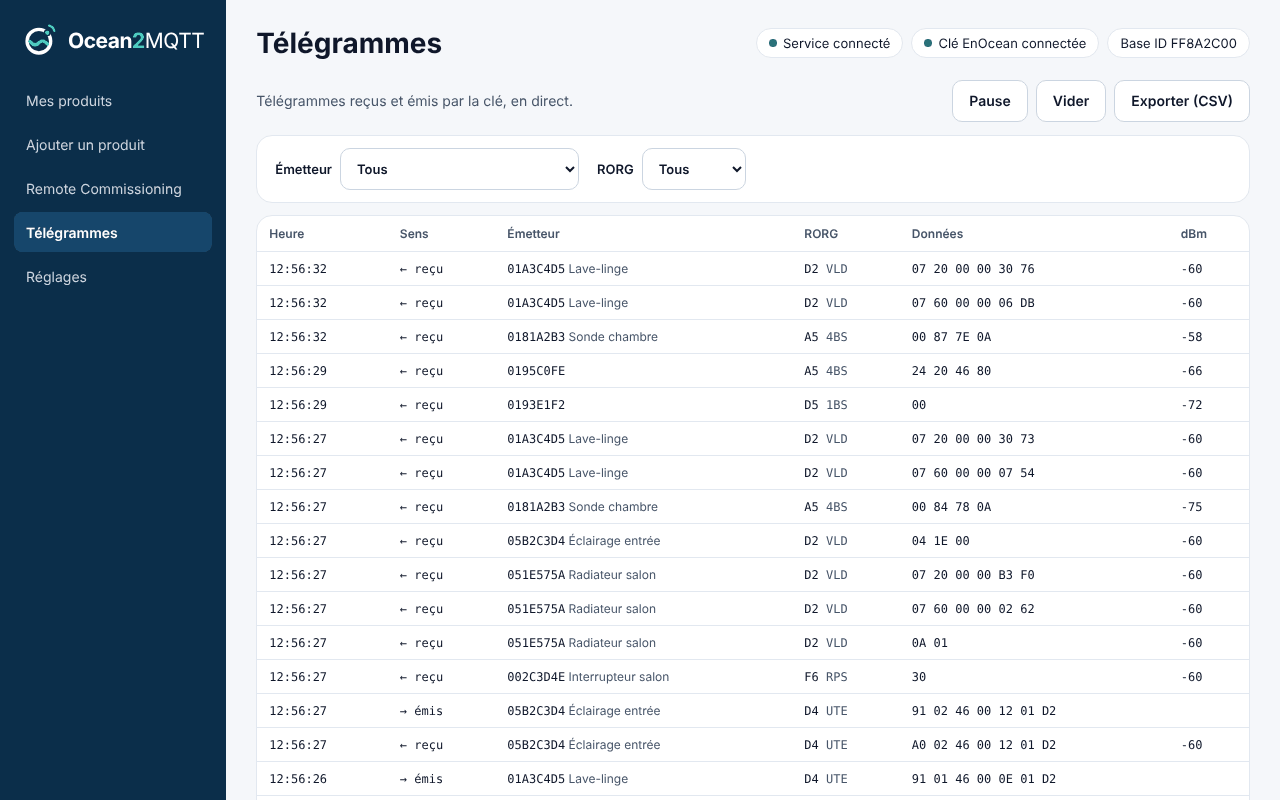 Ocean2MQTT
Mes produits
Ajouter un produit
Remote Commissioning
Télégrammes
Réglages
Télégrammes
Service connecté
Clé EnOcean connectée
Base ID FF8A2C00
Télégrammes reçus et émis par la clé, en direct.
Pause
Vider
Exporter (CSV)
Émetteur Tous RORG Tous
Heure Sens Émetteur RORG Données dBm
12:56:32 ← reçu 01A3C4D5 Lave-linge D2 VLD 07 20 00 00 30 76 -60
12:56:32 ← reçu 01A3C4D5 Lave-linge D2 VLD 07 60 00 00 06 DB -60
12:56:32 ← reçu 0181A2B3 Sonde chambre A5 4BS 00 87 7E 0A -58
12:56:29 ← reçu 0195C0FE A5 4BS 24 20 46 80 -66
12:56:29 ← reçu 0193E1F2 D5 1BS 00 -72
12:56:27 ← reçu 01A3C4D5 Lave-linge D2 VLD 07 20 00 00 30 73 -60
12:56:27 ← reçu 01A3C4D5 Lave-linge D2 VLD 07 60 00 00 07 54 -60
12:56:27 ← reçu 0181A2B3 Sonde chambre A5 4BS 00 84 78 0A -75
12:56:27 ← reçu 05B2C3D4 Éclairage entrée D2 VLD 04 1E 00 -60
12:56:27 ← reçu 051E575A Radiateur salon D2 VLD 07 20 00 00 B3 F0 -60
12:56:27 ← reçu 051E575A Radiateur salon D2 VLD 07 60 00 00 02 62 -60
12:56:27 ← reçu 051E575A Radiateur salon D2 VLD 0A 01 -60
12:56:27 ← reçu 002C3D4E Interrupteur salon F6 RPS 30 -60
12:56:27 → émis 05B2C3D4 Éclairage entrée D4 UTE 91 02 46 00 12 01 D2
12:56:27 ← reçu 05B2C3D4 Éclairage entrée D4 UTE A0 02 46 00 12 01 D2 -60
12:56:26 → émis 01A3C4D5 Lave-linge D4 UTE 91 01 46 00 0E 01 D2